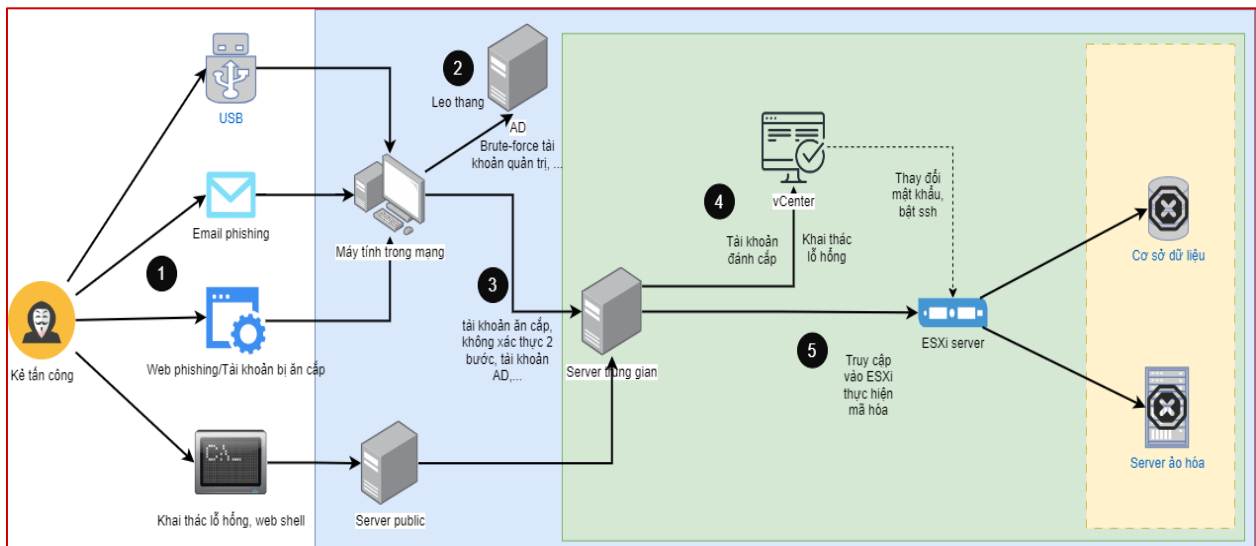 USB
Email phishing
1
Web phishing/Tài khoản bị ăn cắp
Kẻ tấn công
C:\_
Khai thác lỗ hổng, web shell
2
Leo thang
AD
Brute-force tài
khoản quản trị, ...
Máy tính trong mạng
3
tài khoản ăn cắp,
không xác thực 2
bước, tài khoản
AD,...
Server public
Server trung gian
4
vCenter
Tài khoản
đánh cắp
Khai thác
lỗ hổng
Thay đổi
mật khẩu,
bật ssh
5
Truy cập
vào ESXi
thực hiện
mã hóa
ESXi server
Cơ sở dữ liệu
Server ảo hóa